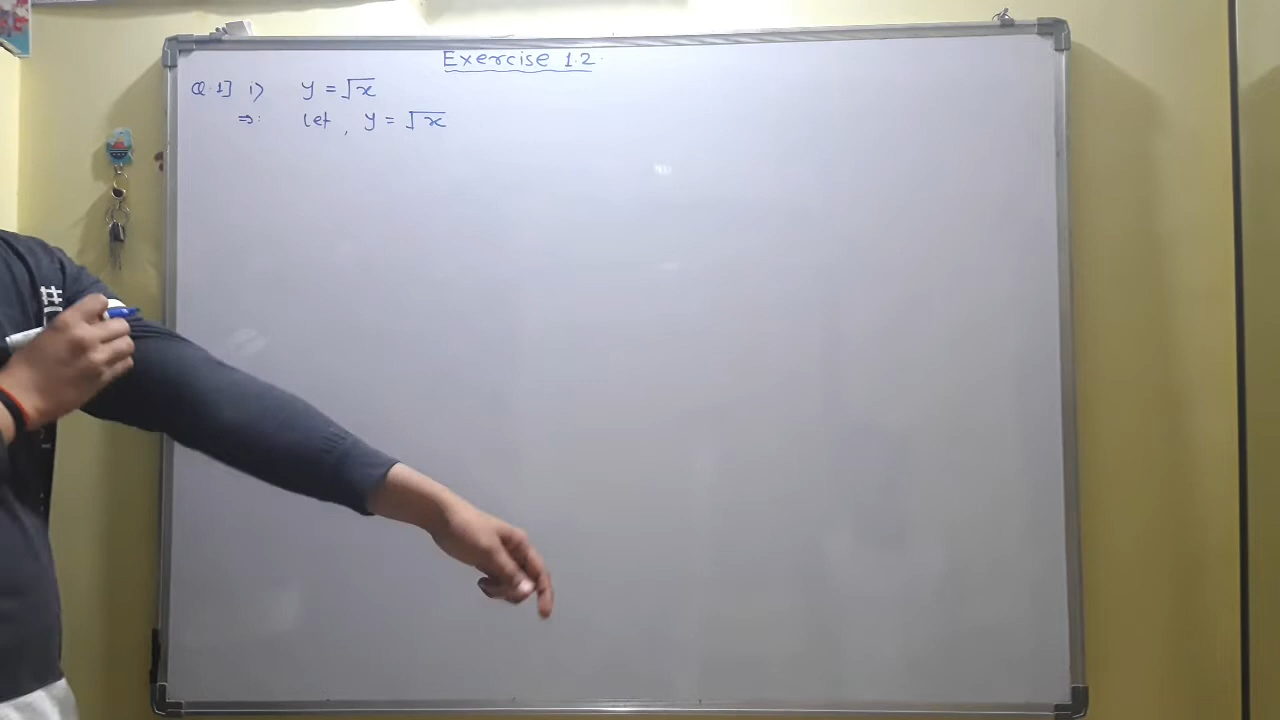 Exercise 1.2.
Q.1] i) y = √x
⇒: let, y = √x
#